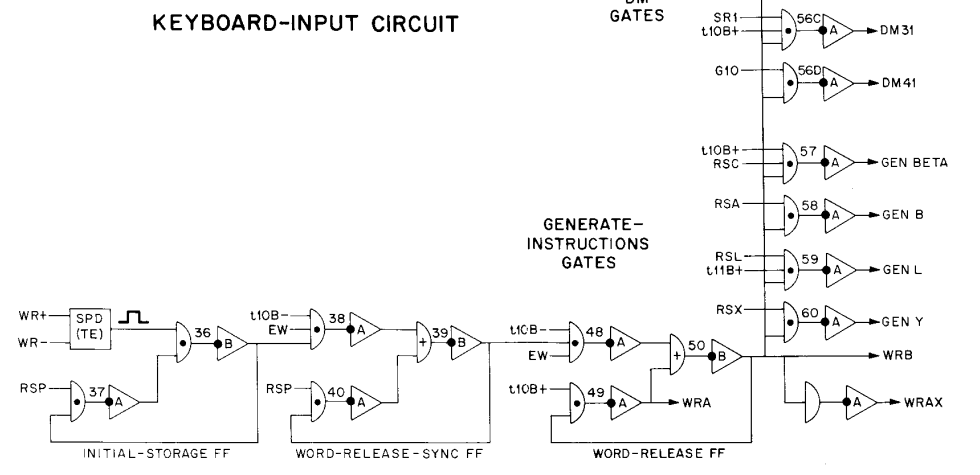 KEYBOARD-INPUT CIRCUIT
GATES
SR1
t10B+
56C
A
DM31
G10
56D
A
DM41
t10B+
RSC
57
A
GEN BETA
RSA
58
A
GEN B
GENERATE-
INSTRUCTIONS
GATES
RSL
t11B+
59
A
GEN L
RSX
60
A
GEN Y
WR+
WR-
SPD
(TE)
36
B
t10B-
EW
38
A
+
39
B
t10B-
EW
48
A
+
50
B
WRB
RSP
37
A
RSP
40
A
t10B+
49
A
WRA
A
WRAX
INITIAL-STORAGE FF
WORD-RELEASE-SYNC FF
WORD-RELEASE FF